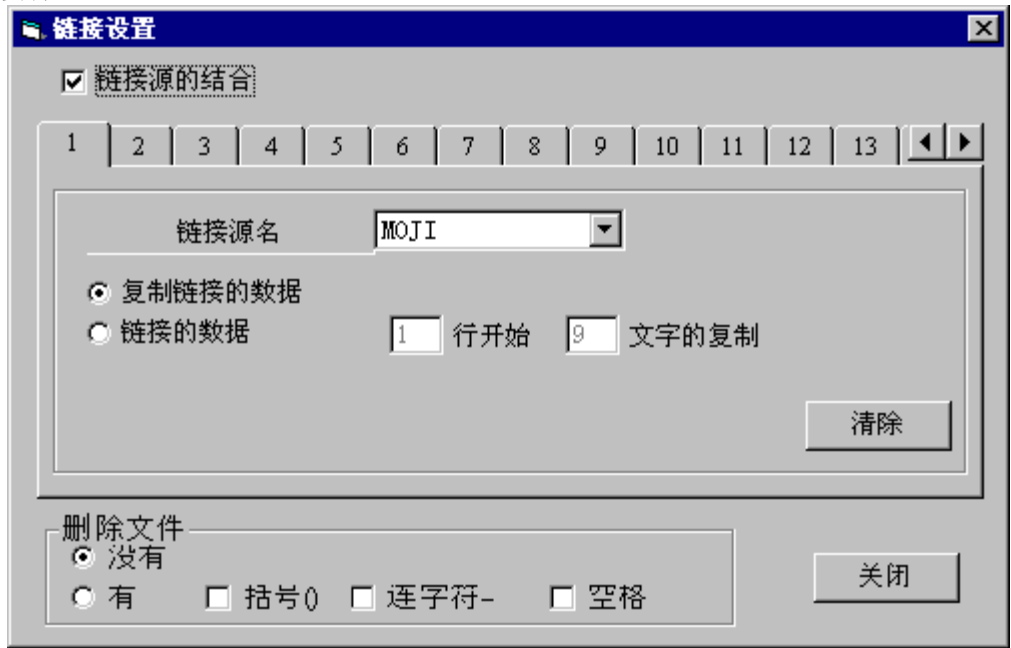 链接设置
链接源的结合
1 2 3 4 5 6 7 8 9 10 11 12 13
链接源名 MOJI
复制链接的数据
链接的数据 1 行开始 9 文字的复制
清除
删除文件
没有
有 括号() 连字符- 空格
关闭